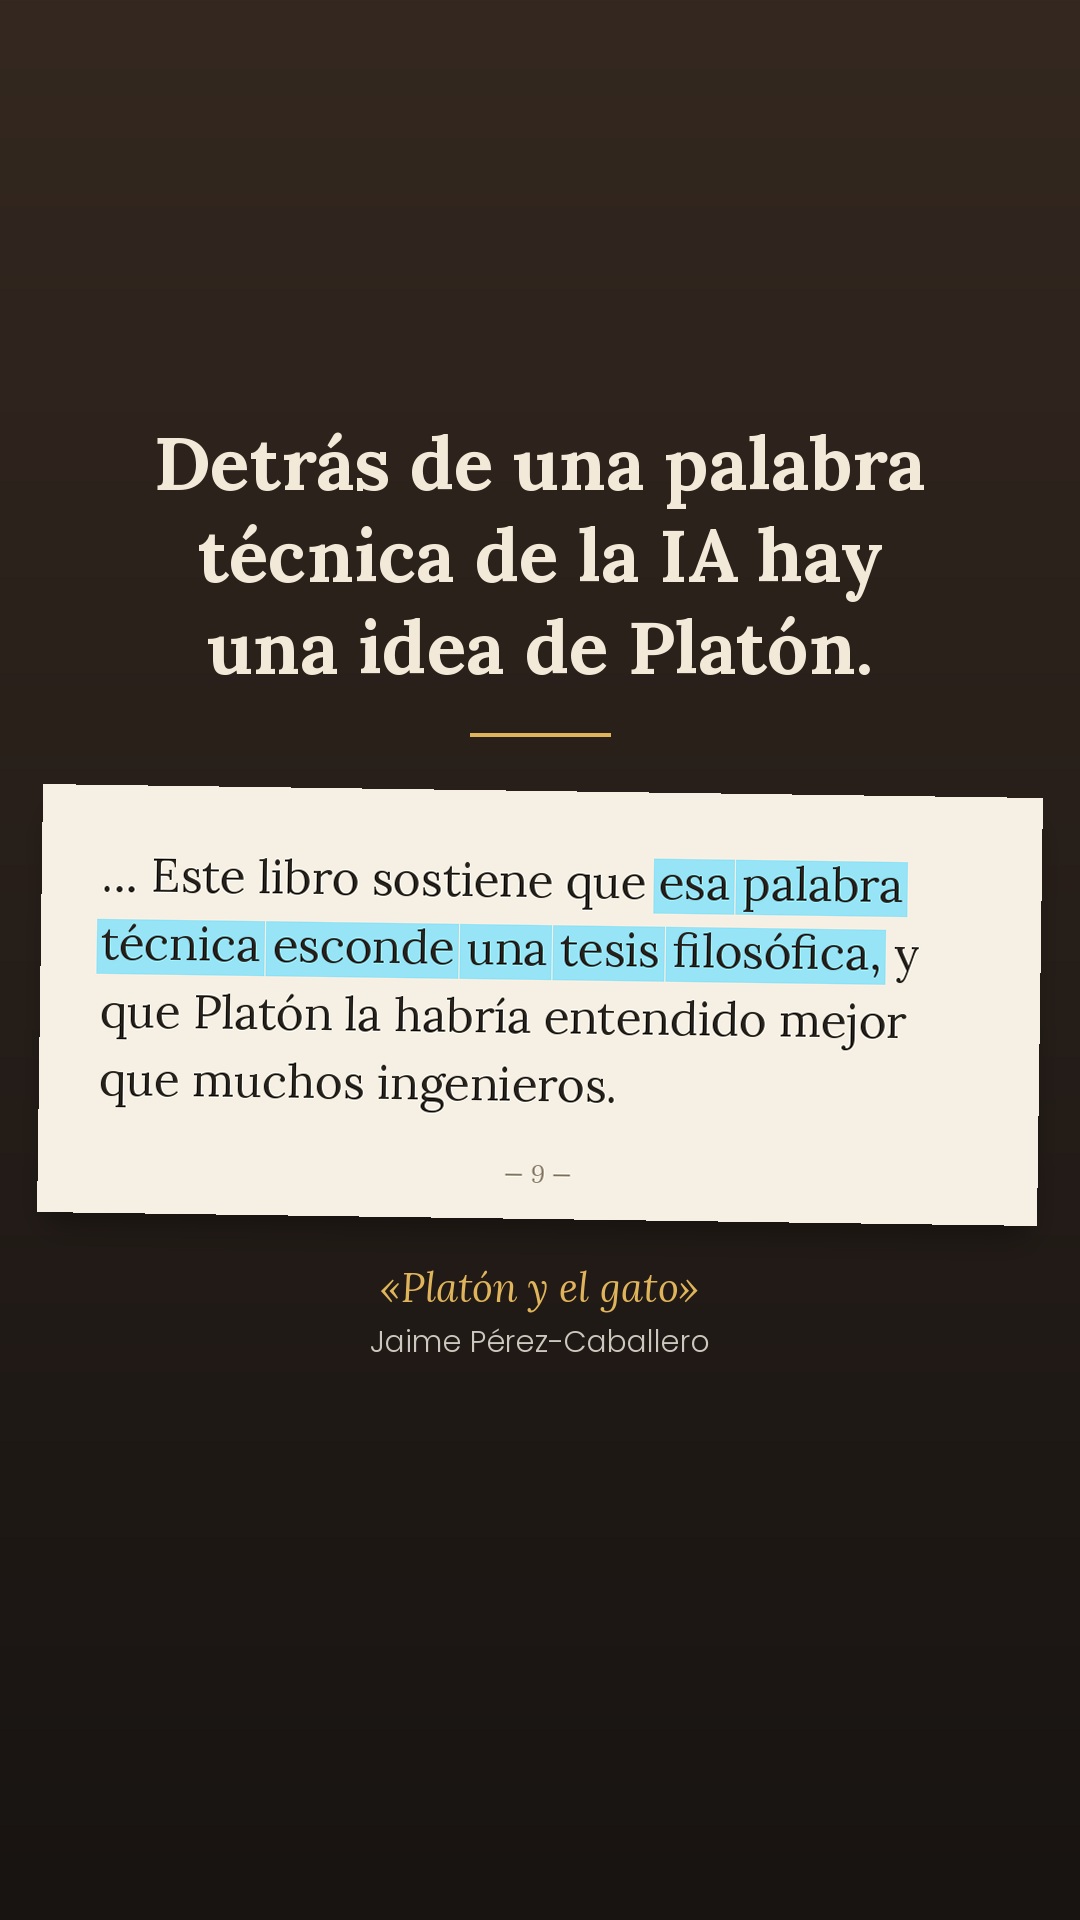 Detrás de una palabra
técnica de la IA hay
una idea de Platón.
... Este libro sostiene que esa palabra
técnica esconde una tesis filosófica, y
que Platón la habría entendido mejor
que muchos ingenieros.
— 9 —
«Platón y el gato»
Jaime Pérez-Caballero